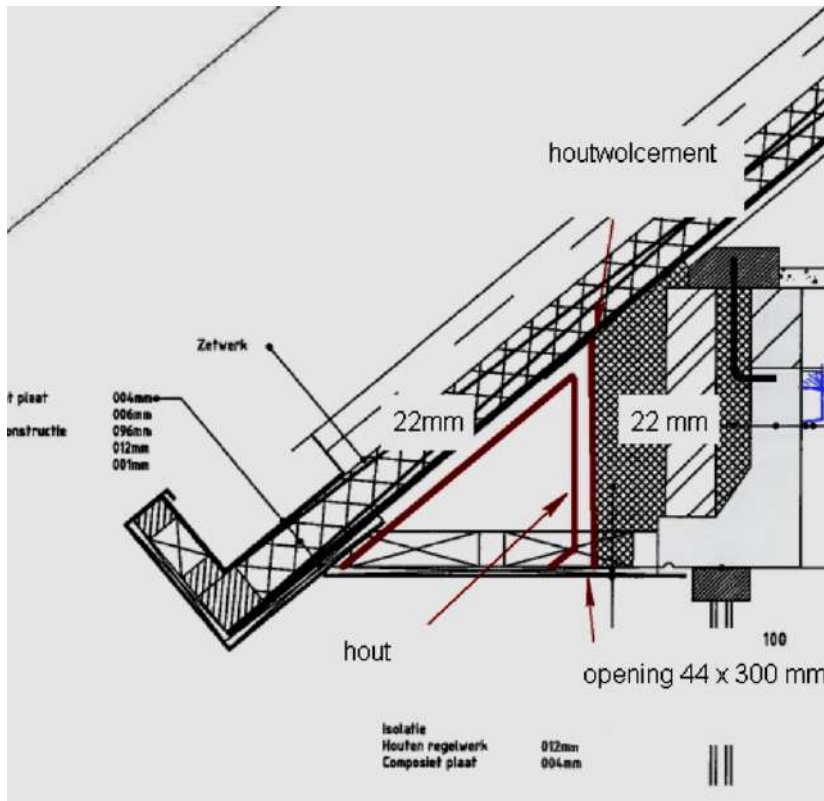 houtwolcement
Zetwerk
t plaat 004mm
006mm
onstructie 096mm
012mm
001mm
22mm
22 mm
hout
100
opening 44 x 300 mm
Isolatie
Houten regelwerk 012mm
Composiet plaat 004mm